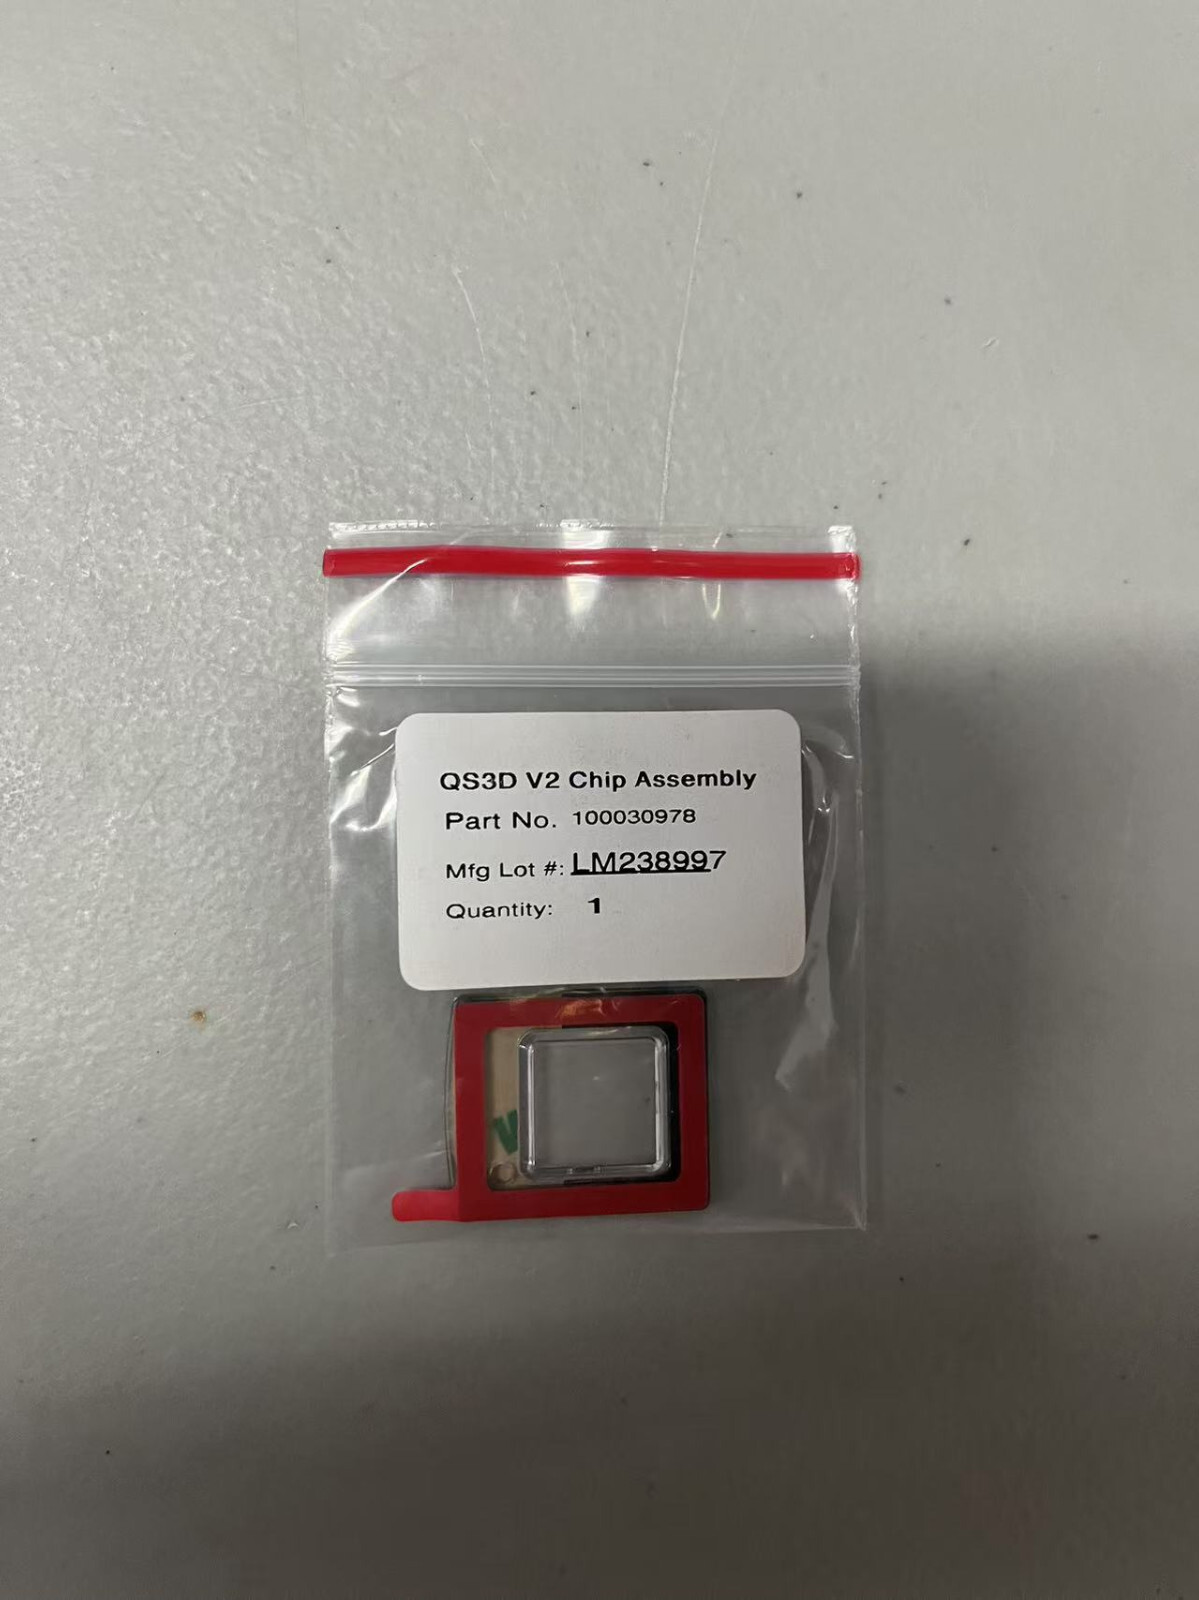 QS3D V2 Chip Assembly
Part No. 100030978
Mfg Lot #: LM238997
Quantity: 1